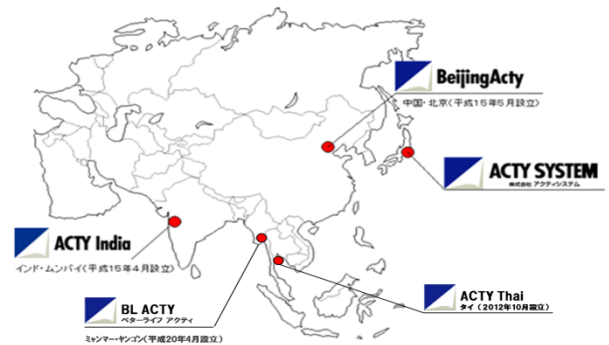 BeijingActy
中国・北京(平成15年5月設立)
ACTY SYSTEM
株式会社 アクティシステム
ACTY India
インド・ムンバイ(平成15年4月設立)
BL ACTY
ベターライフ アクティ
ミャンマー・ヤンゴン(平成20年4月設立)
ACTY Thai
タイ (2012年10月設立)